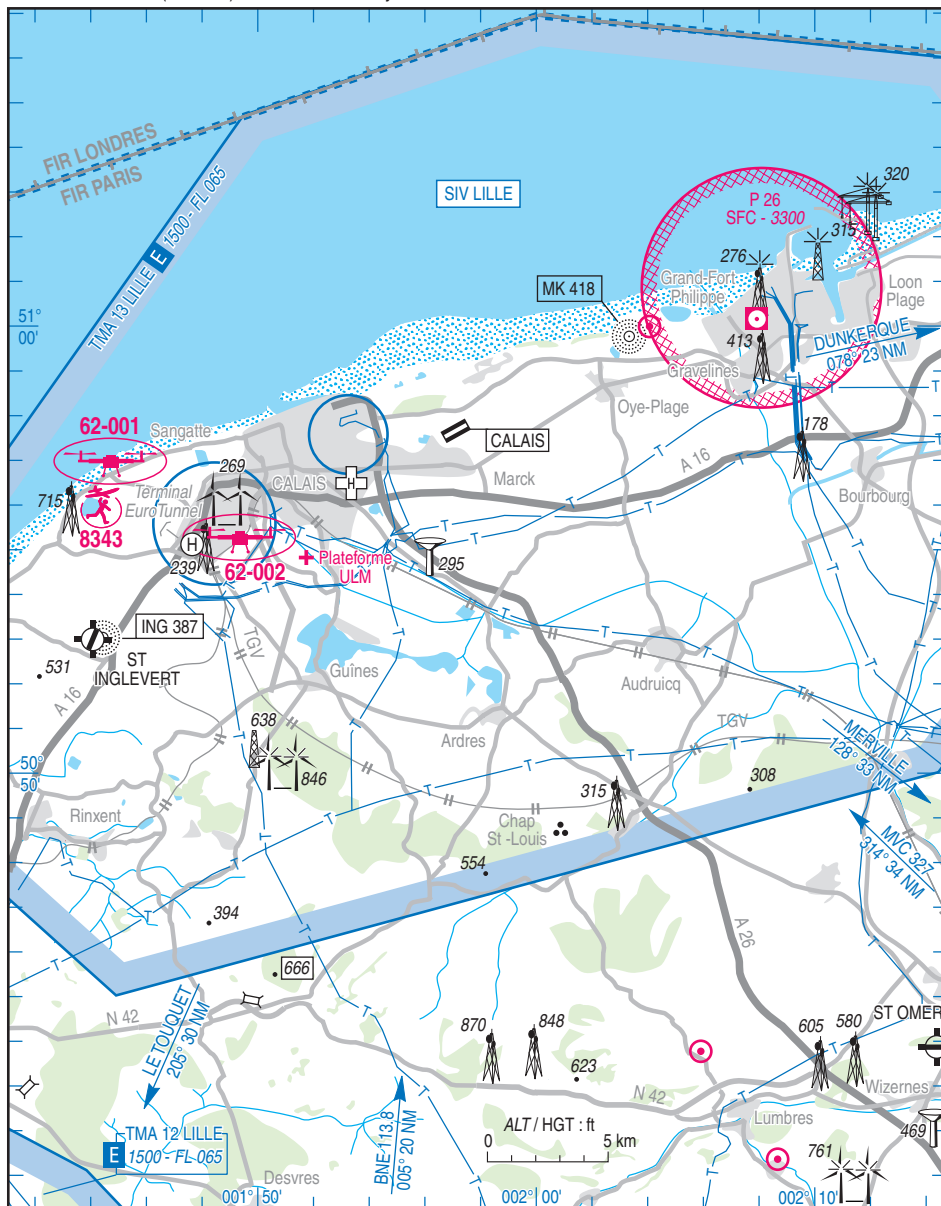 FIR LONDRES
FIR PARIS
TMA 13 LILLE E 1500 - FL 065
SIV LILLE
P 26
SFC - 3300
320
315
276
Grand-Fort
Philippe
Loon
Plage
MK 418
51°
00'
413
Gravelines
DUNKERQUE
078° 23 NM
Oye-Plage
178
62-001
Sangatte
CALAIS
A 16
269
CALAIS
H
Marck
Bourbourg
715
Terminal
EuroTunnel
8343
H
239
62-002
Plateforme
ULM
295
ING 387
ST
INGLEVERT
531
TGV
A 16
Guînes
Audruicq
638
846
Ardres
TGV
MERVILLE
128° 33 NM
50°
50'
308
315
Rinxent
Chap
St -Louis
MVC 327
314° 34 NM
554
394
A 26
666
N 42
LE TOUQUET
205° 30 NM
870
848
605
580
ST OMER
623
N 42
Wizernes
BNE 113.8
005° 20 NM
ALT / HGT : ft
0 5 km
Lumbres
469
TMA 12 LILLE
E 1500 - FL 065
761
Desvres
001° 50'
002° 00'
002° 10'
T